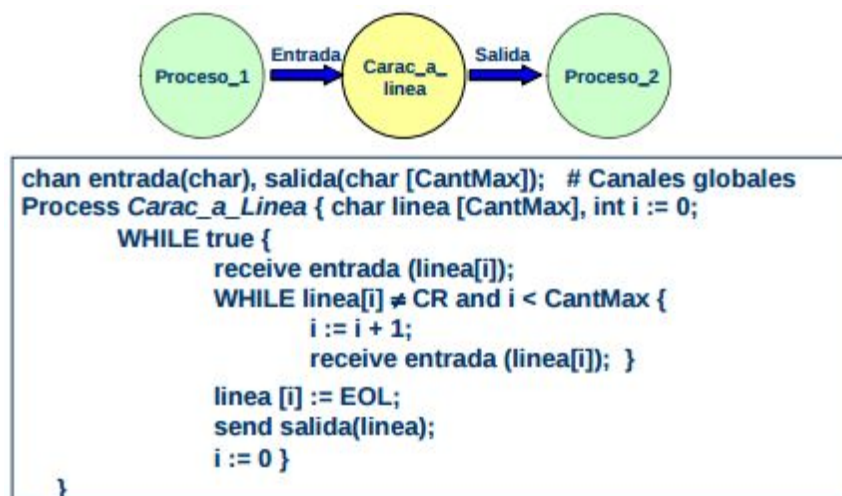 Entrada
Salida
Proceso_1
Carac_a_
linea
Proceso_2
chan entrada(char), salida(char [CantMax]);   # Canales globales
Process Carac_a_Linea { char linea [CantMax], int i := 0;
WHILE true {
receive entrada (linea[i]);
WHILE linea[i] ≠ CR and i < CantMax {
i := i + 1;
receive entrada (linea[i]);  }
linea [i] := EOL;
send salida(linea);
i := 0 }
}